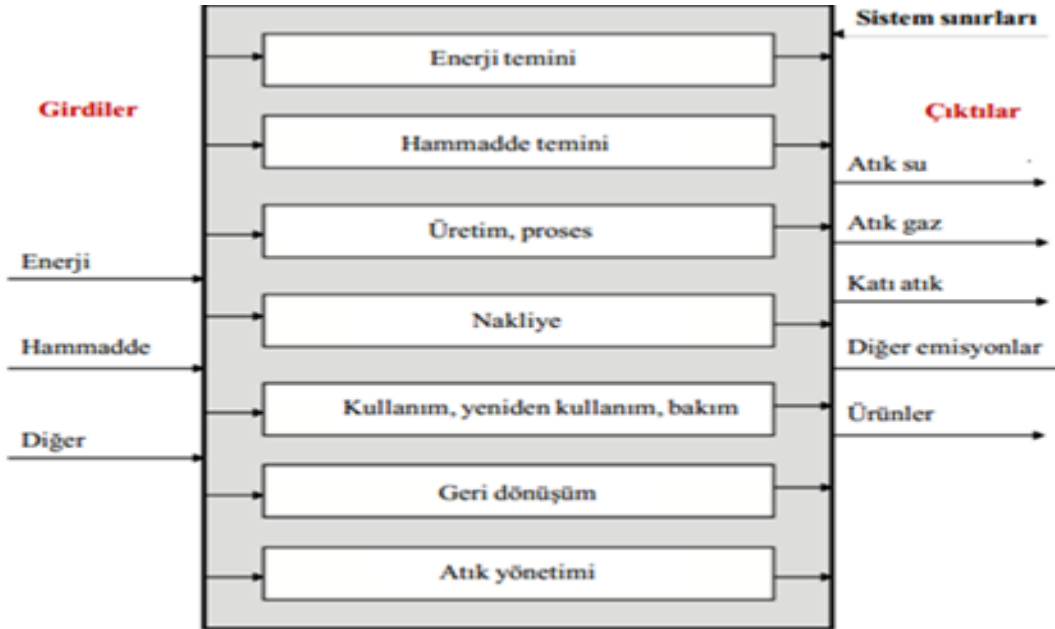 Sistem sınırları
Enerji temini
Girdiler
Çıktılar
Hammadde temini
Atık su
Üretim, proses
Atık gaz
Enerji
Katı atık
Nakliye
Hammadde
Diğer emisyonlar
Kullanım, yeniden kullanım, bakım
Ürünler
Diğer
Geri dönüşüm
Atık yönetimi